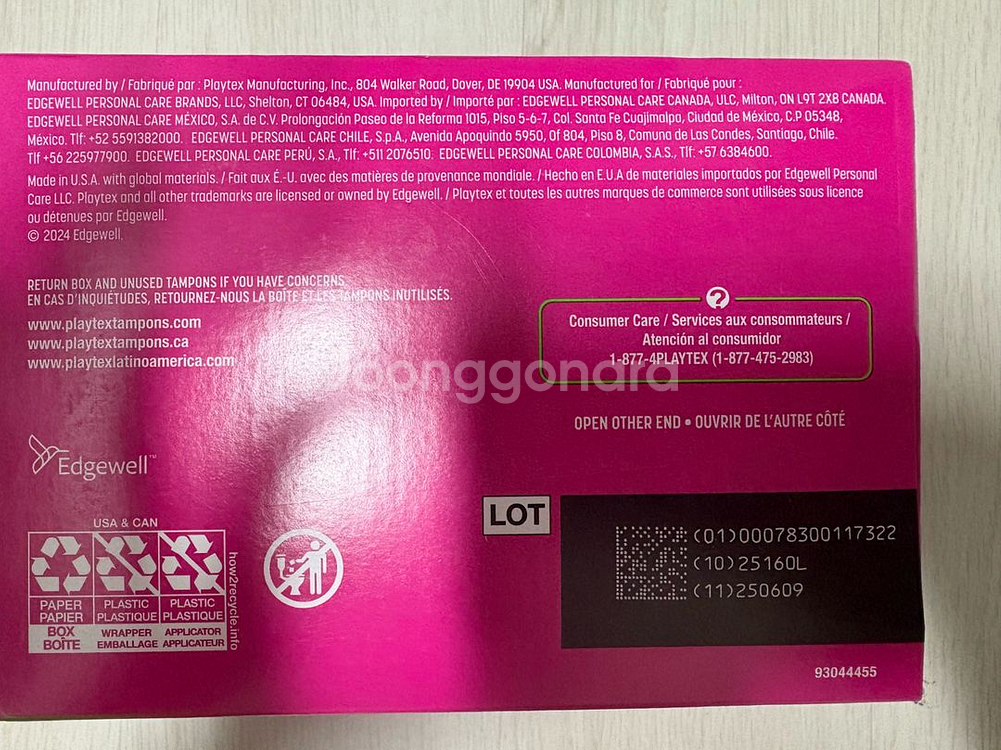 Manufactured by / Fabriqué par : Playtex Manufacturing, Inc., 804 Walker Road, Dover, DE 19904 USA. Manufactured for / Fabriqué pour :
EDGEWELL PERSONAL CARE BRANDS, LLC, Shelton, CT 06484, USA. Imported by / Importé par : EDGEWELL PERSONAL CARE CANADA, ULC, Milton, ON L9T 2X8 CANADA.
EDGEWELL PERSONAL CARE MÉXICO, S.A. de C.V. Prolongación Paseo de la Reforma 1015, Piso 5-6-7, Col. Santa Fe Cuajimalpa, Ciudad de México, C.P 05348,
México. Tlf: +52 5591382000. EDGEWELL PERSONAL CARE CHILE, S.p.A., Avenida Apoquindo 5950, Of 804, Piso 8, Comuna de Las Condes, Santiago, Chile.
Tlf +56 225977900. EDGEWELL PERSONAL CARE PERÚ, S.A., Tlf: +511 2076510. EDGEWELL PERSONAL CARE COLOMBIA, S.A.S., Tlf: +57 6384600.
Made in U.S.A. with global materials. / Fait aux É.-U. avec des matières de provenance mondiale. / Hecho en E.U.A de materiales importados por Edgewell Personal
Care LLC. Playtex and all other trademarks are licensed or owned by Edgewell. / Playtex et toutes les autres marques de commerce sont utilisées sous licence
ou détenues par Edgewell.
© 2024 Edgewell.
RETURN BOX AND UNUSED TAMPONS IF YOU HAVE CONCERNS.
EN CAS D'INQUIÉTUDES, RETOURNEZ-NOUS LA BOÎTE ET LES TAMPONS INUTILISÉS.
www.playtextampons.com
www.playtextampons.ca
www.playtexlatinoamerica.com
?
Consumer Care / Services aux consommateurs /
Atención al consumidor
1-877-4PLAYTEX (1-877-475-2983)
OPEN OTHER END • OUVRIR DE L'AUTRE CÔTÉ
Edgewell™
USA & CAN
PAPER PLASTIC PLASTIC
PAPIER PLASTIQUE PLASTIQUE
BOX WRAPPER APPLICATOR
BOÎTE EMBALLAGE APPLICATEUR
how2recycle.info
LOT
(01)00078300117322
(10)25160L
(11)250609
93044455